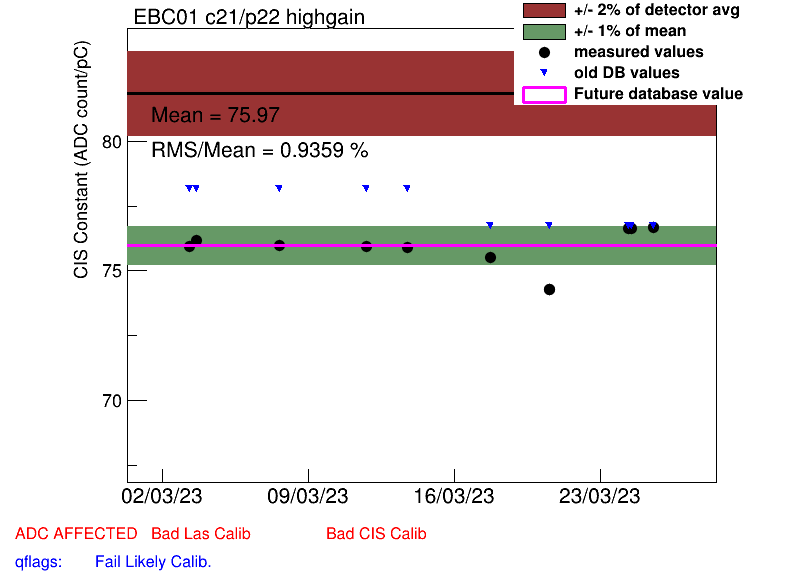 EBC01 c21/p22 highgain
+/- 2% of detector avg
+/- 1% of mean
measured values
old DB values
Future database value
Mean = 75.97
RMS/Mean = 0.9359 %
CIS Constant (ADC count/pC)
80
75
70
02/03/23 09/03/23 16/03/23 23/03/23
ADC AFFECTED Bad Las Calib Bad CIS Calib
qflags: Fail Likely Calib.